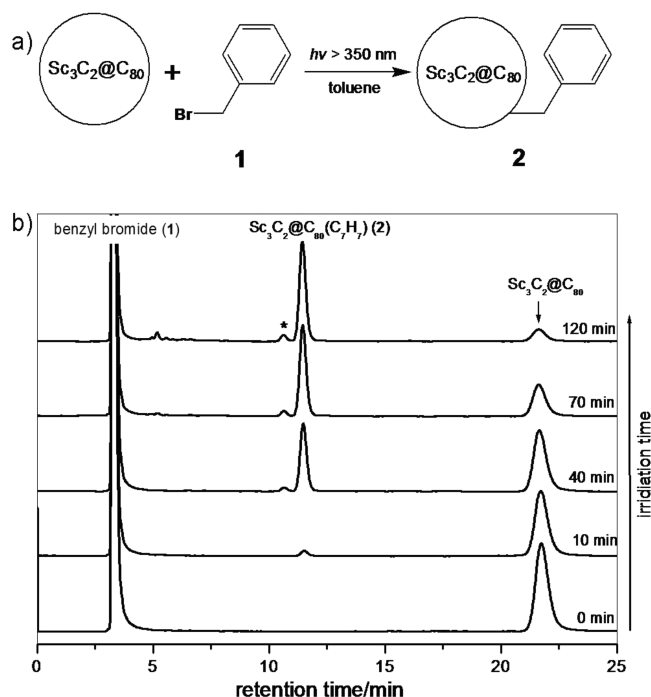 a)
Sc₃C₂@C₈₀ + Br hν > 350 nm toluene Sc₃C₂@C₈₀
1 2
b)
benzyl bromide (1) Sc₃C₂@C₈₀(C₇H₇) (2)
Sc₃C₂@C₈₀
* 120 min
70 min
40 min
10 min
0 min
irridiation time
0 5 10 15 20 25
retention time/min